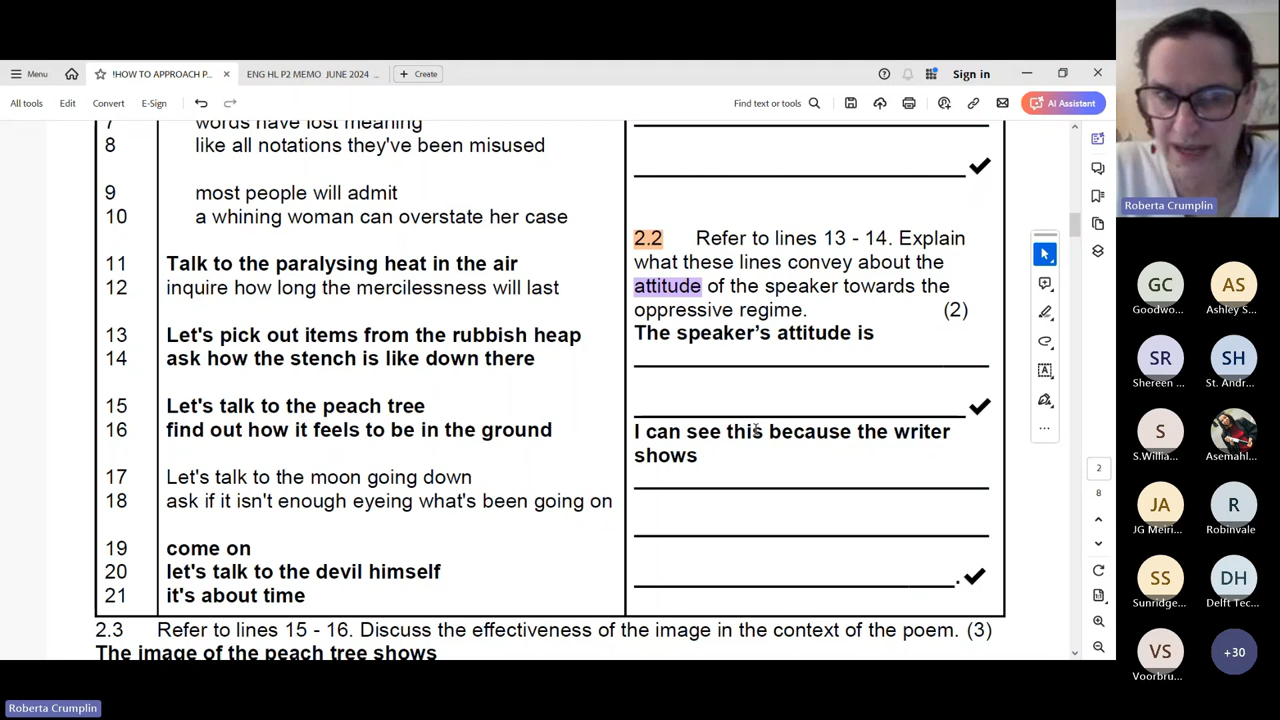 Menu
!HOW TO APPROACH P...
ENG HL P2 MEMO JUNE 2024 ...
+ Create
Sign in
All tools
Edit
Convert
E-Sign
Find text or tools
AI Assistant
7 words have lost meaning
8 like all notations they've been misused
9 most people will admit
10 a whining woman can overstate her case
11 Talk to the paralysing heat in the air
12 inquire how long the mercilessness will last
13 Let's pick out items from the rubbish heap
14 ask how the stench is like down there
15 Let's talk to the peach tree
16 find out how it feels to be in the ground
17 Let's talk to the moon going down
18 ask if it isn't enough eyeing what's been going on
19 come on
20 let's talk to the devil himself
21 it's about time
2.2 Refer to lines 13 - 14. Explain
what these lines convey about the
attitude of the speaker towards the
oppressive regime. (2)
The speaker's attitude is
I can see this because the writer
shows
.
2.3 Refer to lines 15 - 16. Discuss the effectiveness of the image in the context of the poem. (3)
The image of the peach tree shows
2
8
Roberta Crumplin
GC
Goodwo...
AS
Ashley S...
SR
Shereen ...
SH
St. Andr...
S
S.Willia...
Asemahl...
JA
JG Meiri...
R
Robinvale
SS
Sunridge...
DH
Delft Tec...
VS
Voorbru...
+30
Roberta Crumplin